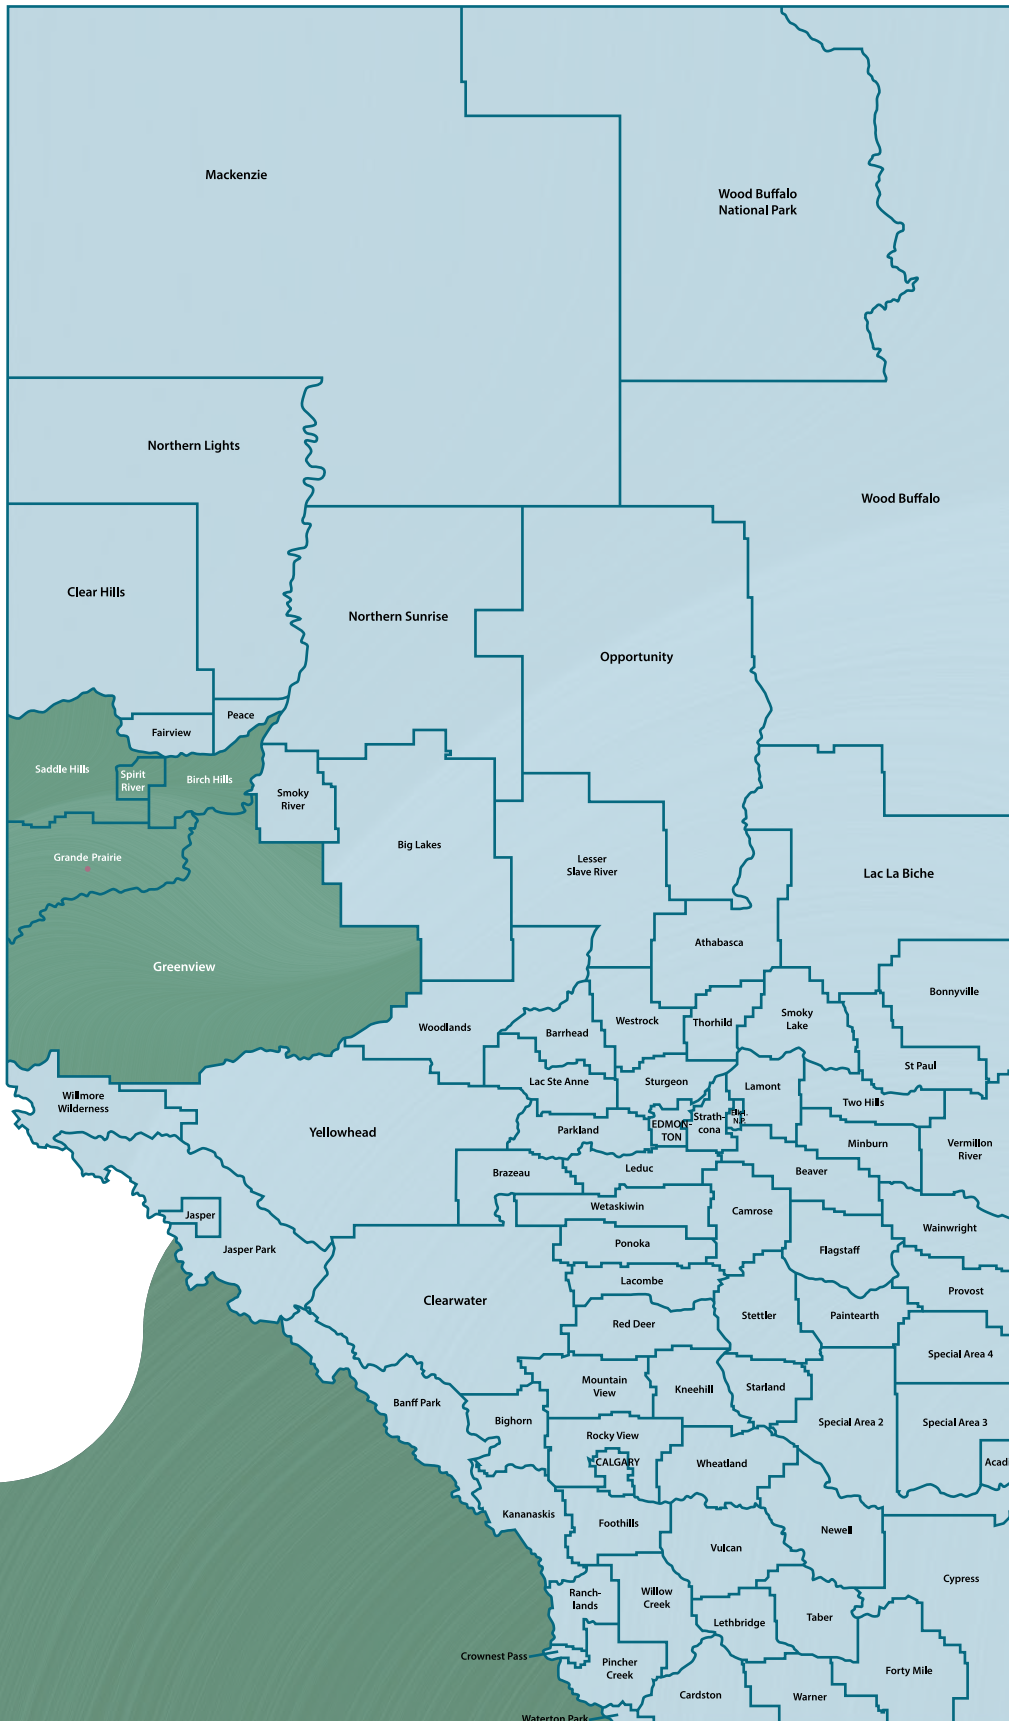 Mackenzie
Wood Buffalo
National Park
Northern Lights
Wood Buffalo
Clear Hills
Northern Sunrise
Opportunity
Peace
Fairview
Saddle Hills
Spirit
River
Birch Hills
Smoky
River
Big Lakes
Grande Prairie
Lesser
Slave River
Lac La Biche
Athabasca
Greenview
Bonnyville
Woodlands
Westrock
Thorhild
Smoky
Lake
Barrhead
St Paul
Lac Ste Anne
Sturgeon
Lamont
Willmore
Wilderness
Two Hills
Yellowhead
Parkland
EDMON-
TON
Strath-
cona
N.P.
Minburn
Vermillon
River
Brazeau
Leduc
Beaver
Wetaskiwin
Camrose
Jasper
Wainwright
Jasper Park
Ponoka
Flagstaff
Lacombe
Provost
Clearwater
Stettler
Paintearth
Red Deer
Special Area 4
Mountain
View
Kneehill
Starland
Banff Park
Bighorn
Special Area 2
Special Area 3
Rocky View
CALGARY
Wheatland
Acadi
Kananaskis
Foothills
Newell
Vulcan
Cypress
Ranch-
lands
Willow
Creek
Lethbridge
Taber
Crownest Pass
Pincher
Creek
Forty Mile
Cardston
Warner
Waterton Park